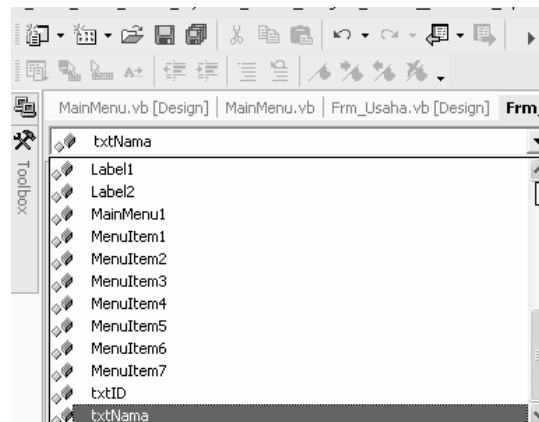 MainMenu.vb [Design] | MainMenu.vb | Frm_Usaha.vb [Design] Frm_
txtNama
Toolbox
Label1
Label2
MainMenu1
MenuItem1
MenuItem2
MenuItem3
MenuItem4
MenuItem5
MenuItem6
MenuItem7
txtID
txtNama